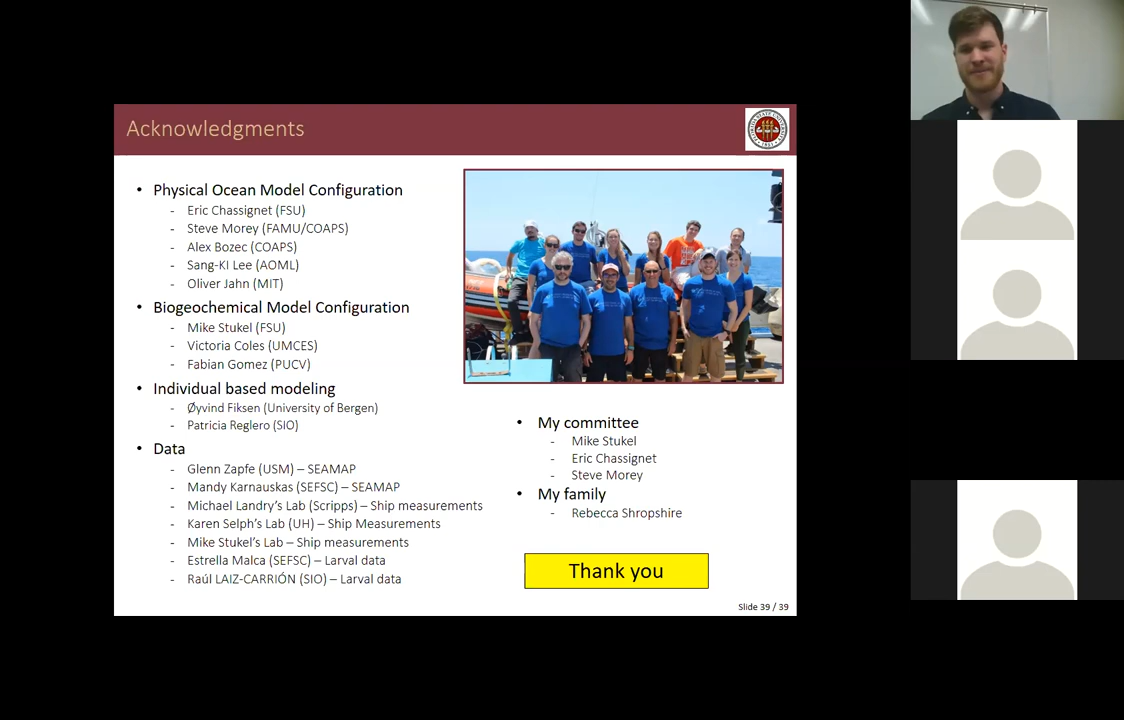 Acknowledgments
• Physical Ocean Model Configuration
- Eric Chassignet (FSU)
- Steve Morey (FAMU/COAPS)
- Alex Bozec (COAPS)
- Sang-KI Lee (AOML)
- Oliver Jahn (MIT)
• Biogeochemical Model Configuration
- Mike Stukel (FSU)
- Victoria Coles (UMCES)
- Fabian Gomez (PUCV)
• Individual based modeling
- Øyvind Fiksen (University of Bergen)
- Patricia Reglero (SIO)
• Data
- Glenn Zapfe (USM) – SEAMAP
- Mandy Karnauskas (SEFSC) – SEAMAP
- Michael Landry’s Lab (Scripps) – Ship measurements
- Karen Selph’s Lab (UH) – Ship Measurements
- Mike Stukel’s Lab – Ship measurements
- Estrella Malca (SEFSC) – Larval data
- Raúl LAIZ-CARRIÓN (SIO) – Larval data
• My committee
- Mike Stukel
- Eric Chassignet
- Steve Morey
• My family
- Rebecca Shropshire
Thank you
Slide 39 / 39